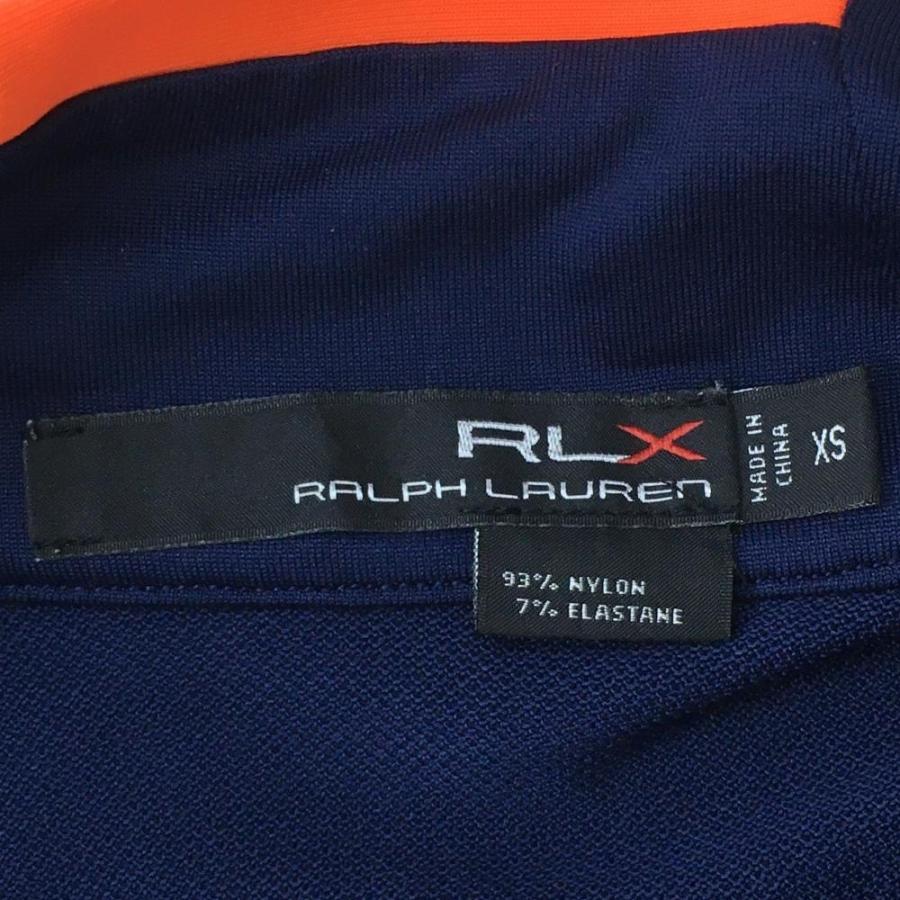 RLX
RALPH LAUREN
MADE IN
CHINA
XS
93% NYLON
7% ELASTANE